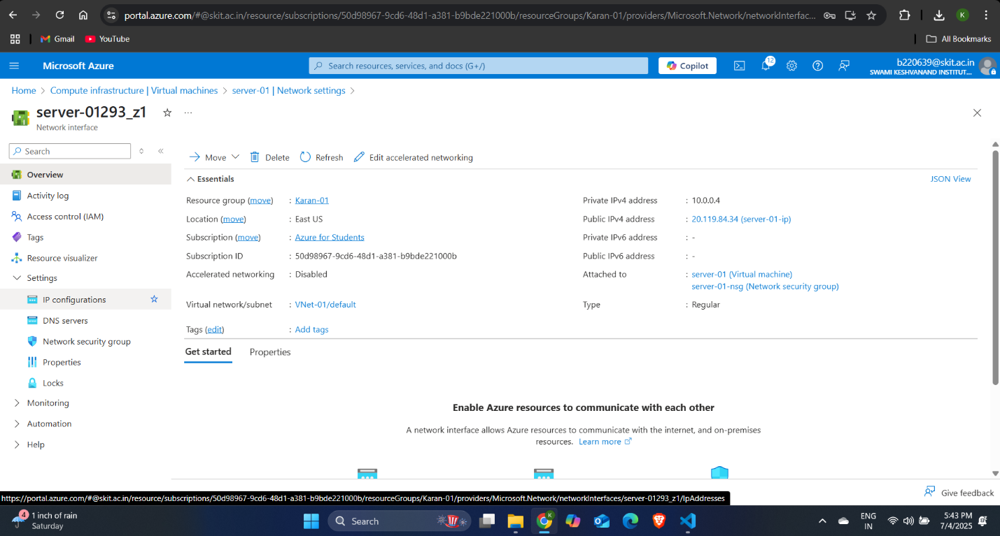 portal.azure.com/#@skit.ac.in/resource/subscriptions/50d98967-9cd6-48d1-a381-b9bde221000b/resourceGroups/Karan-01/providers/Microsoft.Network/networkInterfac...
K
Gmail
YouTube
All Bookmarks
Microsoft Azure
Search resources, services, and docs (G+/)
Copilot
12
b220639@skit.ac.in
SWAMI KESHVANAND INSTITUT...
Home > Compute infrastructure | Virtual machines > server-01 | Network settings >
server-01293_z1
Network interface
Search
Overview
Activity log
Access control (IAM)
Tags
Resource visualizer
Settings
IP configurations
DNS servers
Network security group
Properties
Locks
Monitoring
Automation
Help
Move
Delete
Refresh
Edit accelerated networking
Essentials
JSON View
Resource group (move) : Karan-01
Location (move) : East US
Subscription (move) : Azure for Students
Subscription ID : 50d98967-9cd6-48d1-a381-b9bde221000b
Accelerated networking : Disabled
Virtual network/subnet : VNet-01/default
Tags (edit) : Add tags
Private IPv4 address : 10.0.0.4
Public IPv4 address : 20.119.84.34 (server-01-ip)
Private IPv6 address : -
Public IPv6 address : -
Attached to : server-01 (Virtual machine)
server-01-nsg (Network security group)
Type : Regular
Get started
Properties
Enable Azure resources to communicate with each other
A network interface allows Azure resources to communicate with the internet, and on-premises
resources. Learn more
Give feedback
https://portal.azure.com/#@skit.ac.in/resource/subscriptions/50d98967-9cd6-48d1-a381-b9bde221000b/resourceGroups/Karan-01/providers/Microsoft.Network/networkInterfaces/server-01293_z1/IpAddresses
4
1 inch of rain
Saturday
Search
K
ENG
IN
5:43 PM
7/4/2025